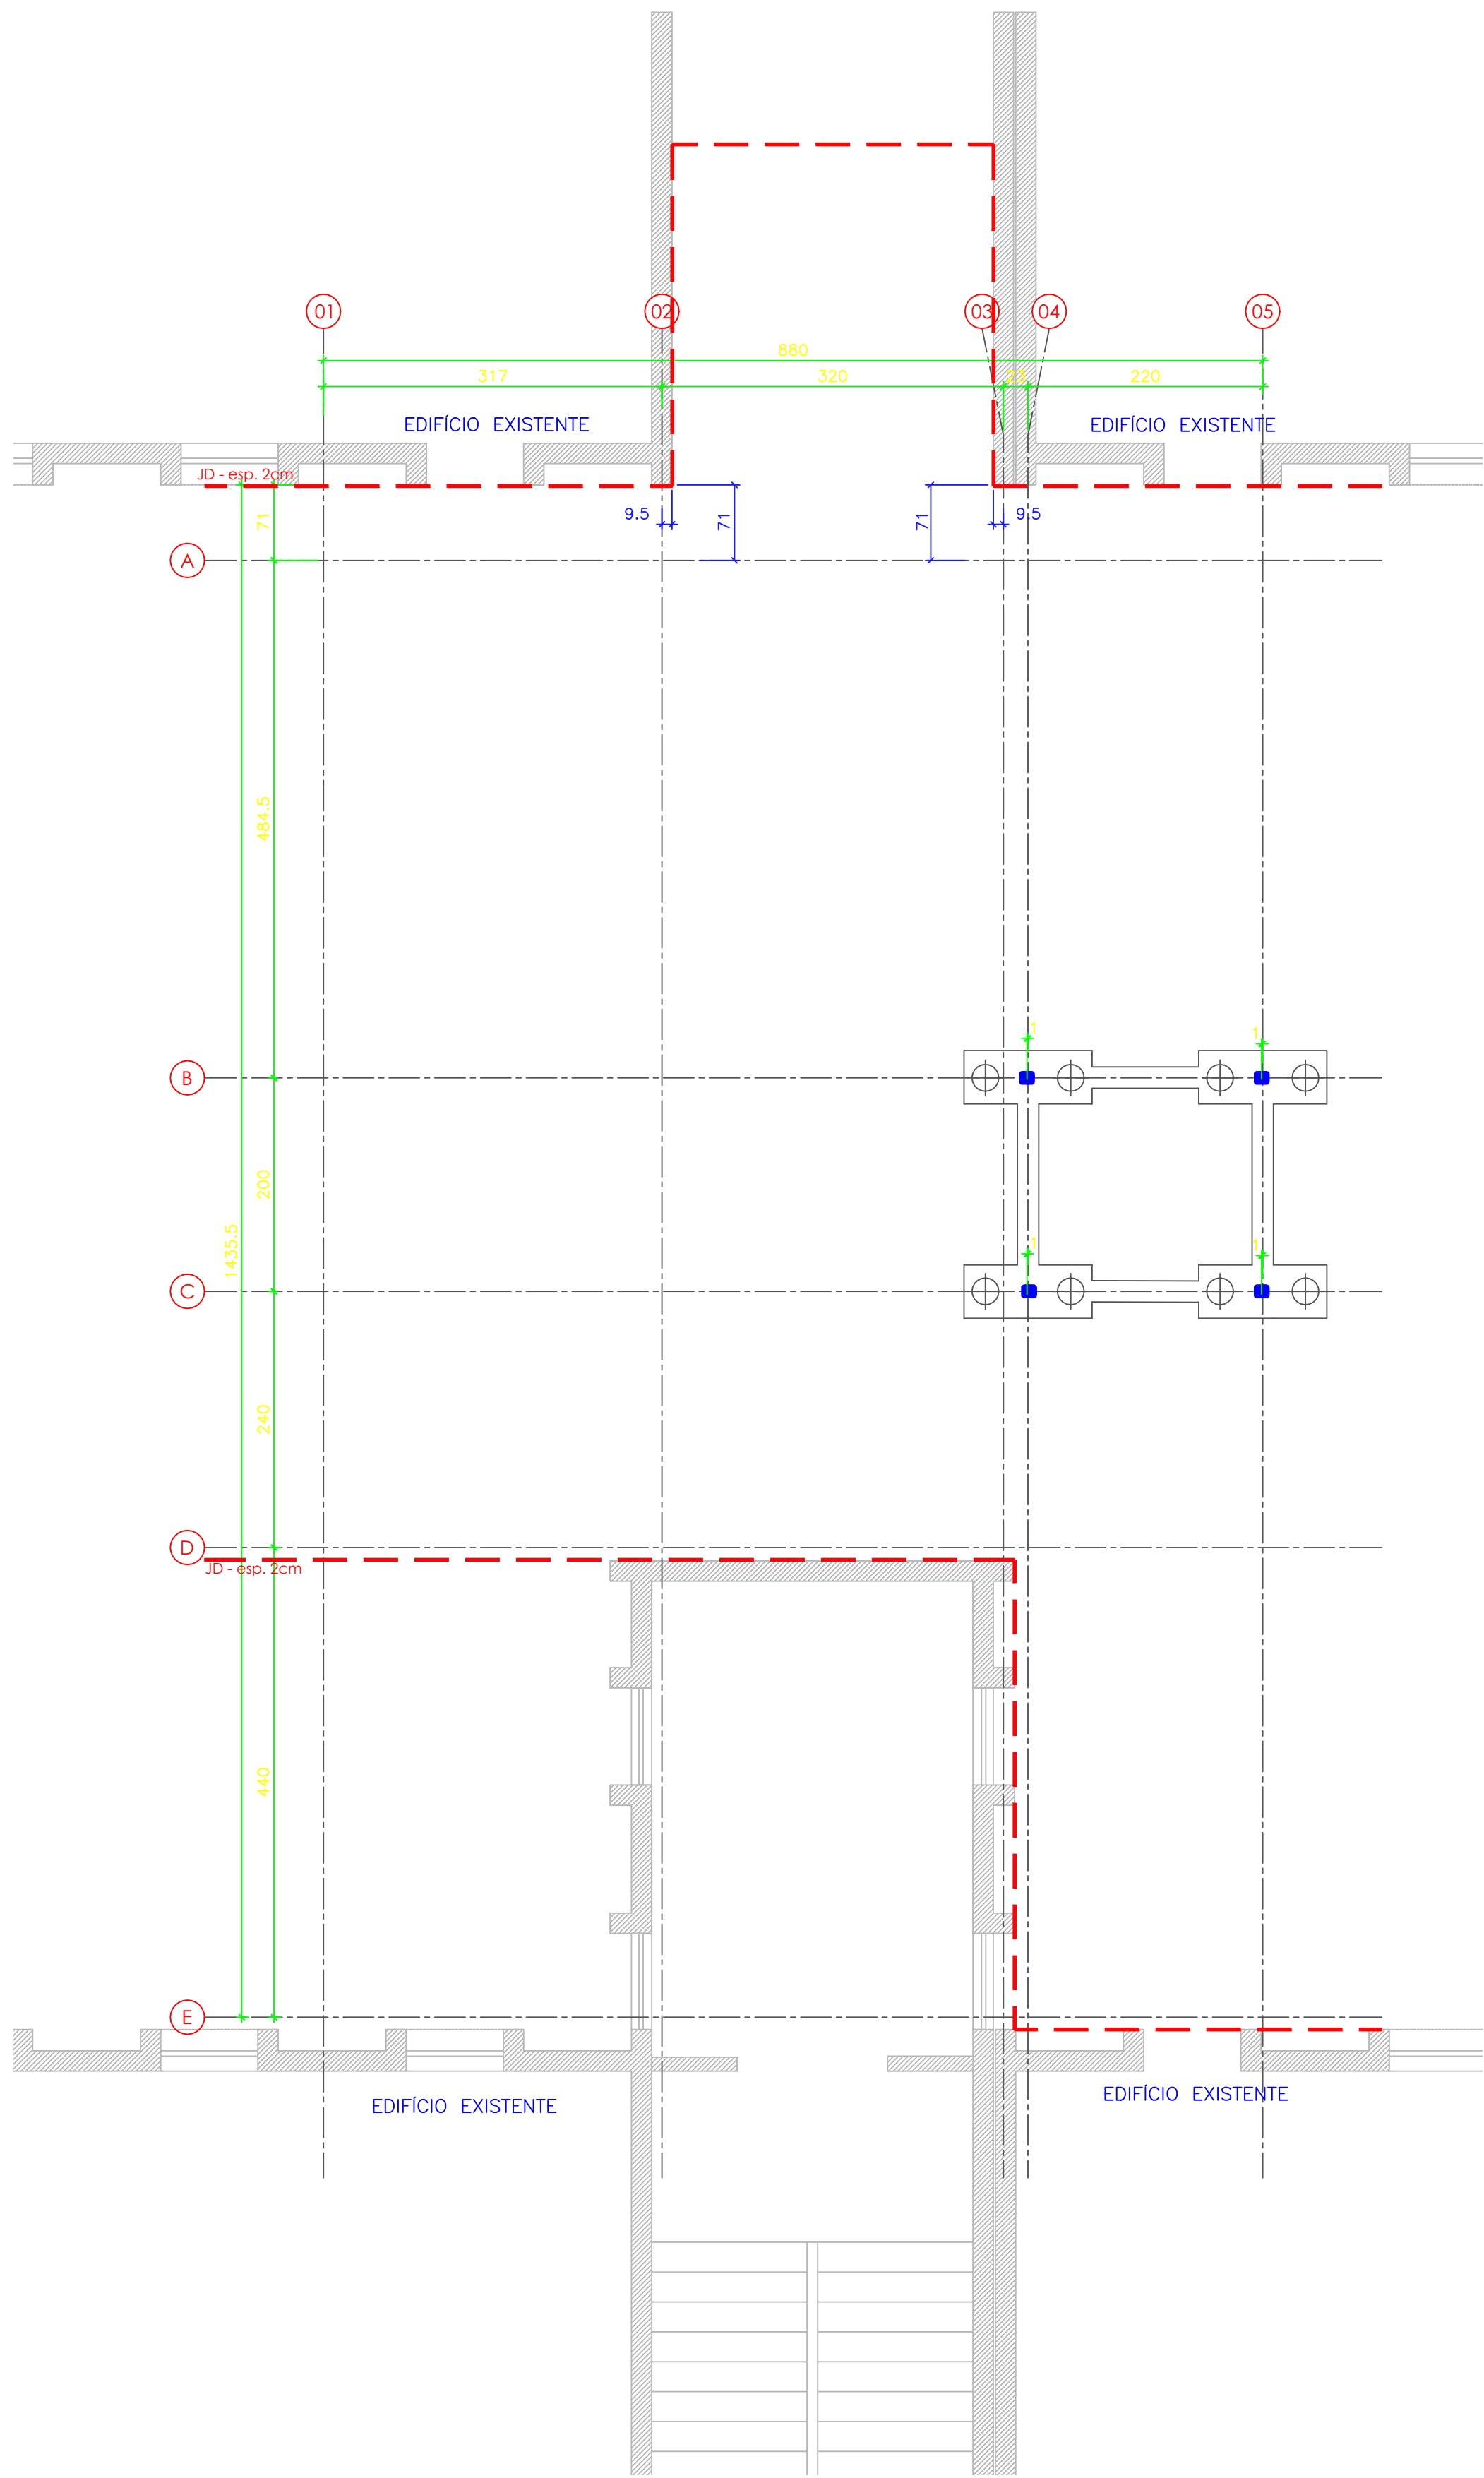 01
02
03
04
05
880
317
320
23
220
EDIFÍCIO EXISTENTE
EDIFÍCIO EXISTENTE
JD - esp. 2cm
71
9.5
71
71
9.5
A
484.5
1
1
B
200
1435.5
1
1
C
240
D
JD - esp. 2cm
440
E
EDIFÍCIO EXISTENTE
EDIFÍCIO EXISTENTE